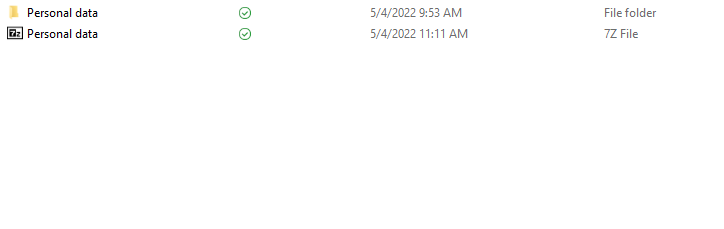 Personal data 5/4/2022 9:53 AM File folder
7z Personal data 5/4/2022 11:11 AM 7Z File